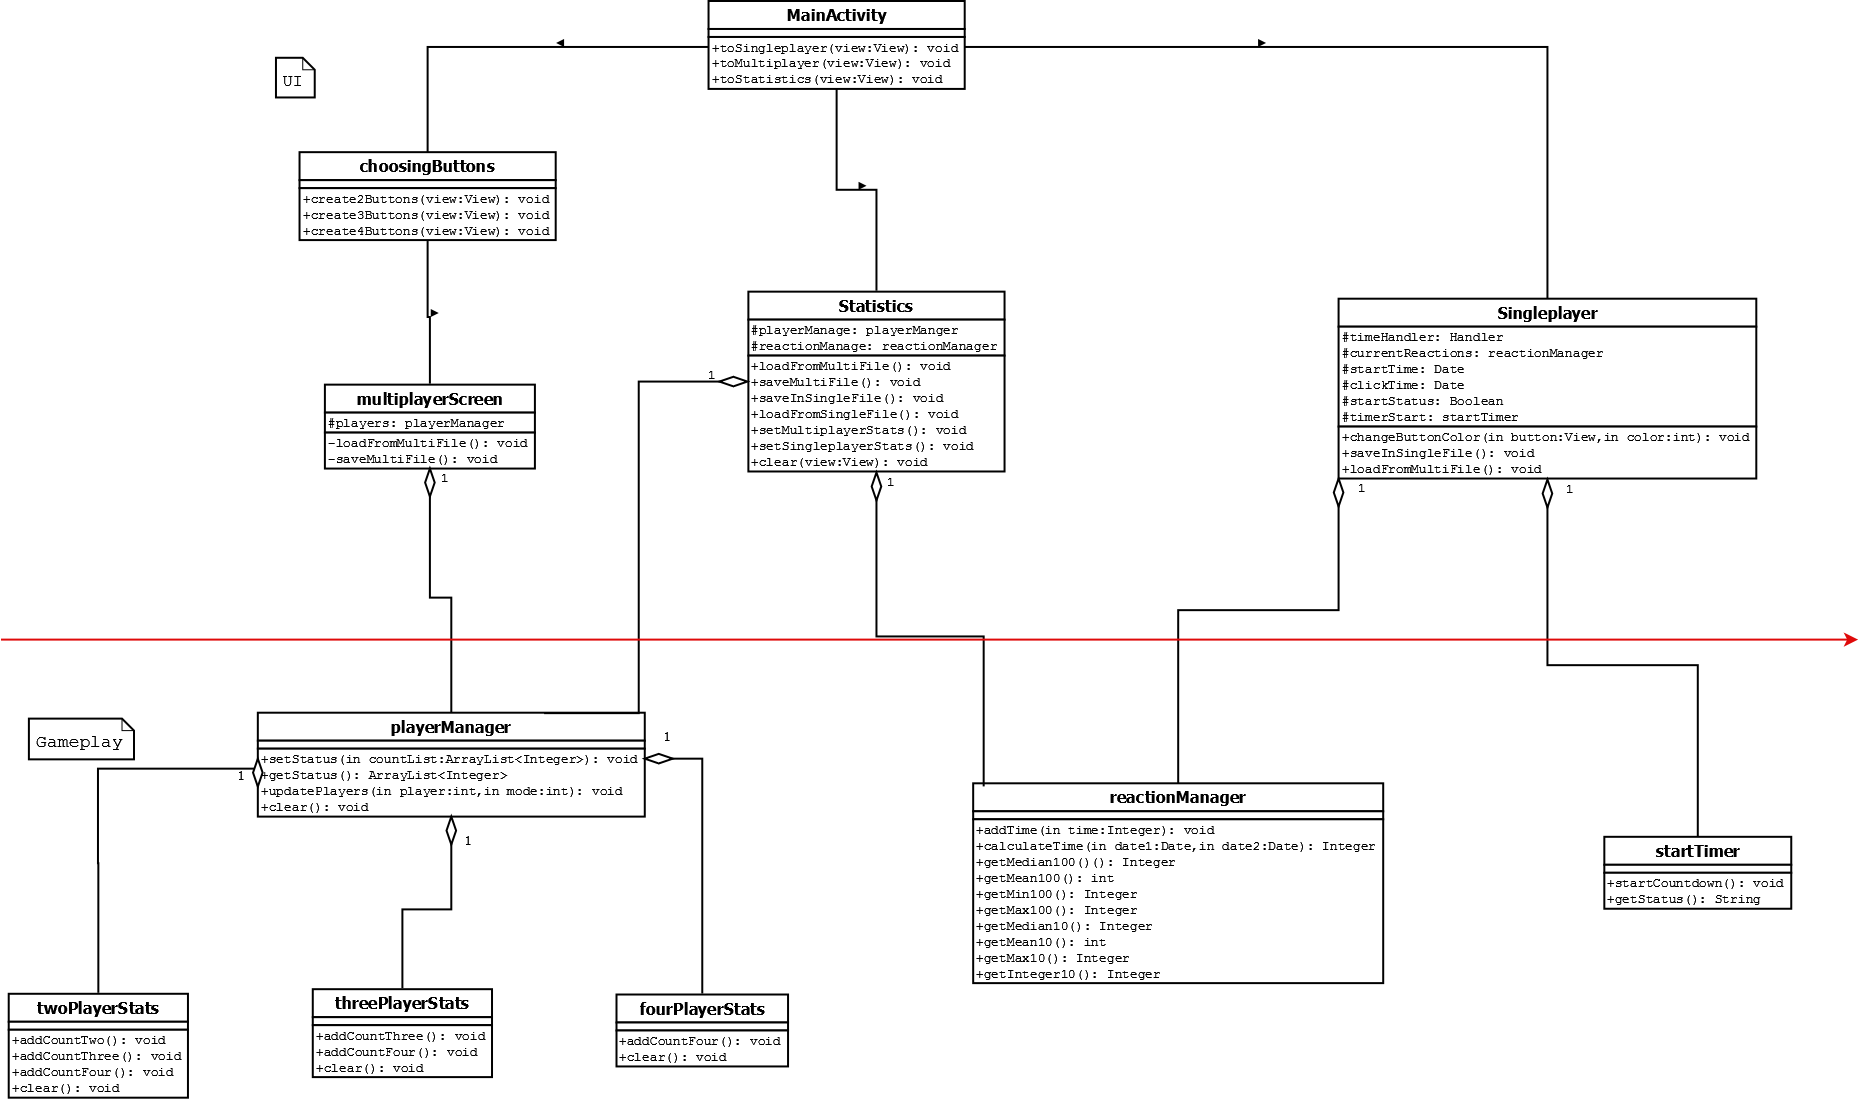 MainActivity
+toSingleplayer(view:View): void
+toMultiplayer(view:View): void
+toStatistics(view:View): void
UI
choosingButtons
+create2Buttons(view:View): void
+create3Buttons(view:View): void
+create4Buttons(view:View): void
Statistics
#playerManage: playerManger
#reactionManage: reactionManager
+loadFromMultiFile(): void
+saveMultiFile(): void
+saveInSingleFile(): void
+loadFromSingleFile(): void
+setMultiplayerStats(): void
+setSingleplayerStats(): void
+clear(view:View): void
1
1
Singleplayer
#timeHandler: Handler
#currentReactions: reactionManager
#startTime: Date
#clickTime: Date
#startStatus: Boolean
#timerStart: startTimer
+changeButtonColor(in button:View,in color:int): void
+saveInSingleFile(): void
+loadFromMultiFile(): void
1
1
multiplayerScreen
#players: playerManager
-loadFromMultiFile(): void
-saveMultiFile(): void
1
Gameplay
playerManager
+setStatus(in countList:ArrayList<Integer>): void
+getStatus(): ArrayList<Integer>
+updatePlayers(in player:int,in mode:int): void
+clear(): void
1
1
1
reactionManager
+addTime(in time:Integer): void
+calculateTime(in date1:Date,in date2:Date): Integer
+getMedian100()(): Integer
+getMean100(): int
+getMin100(): Integer
+getMax100(): Integer
+getMedian10(): Integer
+getMean10(): int
+getMax10(): Integer
+getInteger10(): Integer
startTimer
+startCountdown(): void
+getStatus(): String
twoPlayerStats
+addCountTwo(): void
+addCountThree(): void
+addCountFour(): void
+clear(): void
threePlayerStats
+addCountThree(): void
+addCountFour(): void
+clear(): void
fourPlayerStats
+addCountFour(): void
+clear(): void